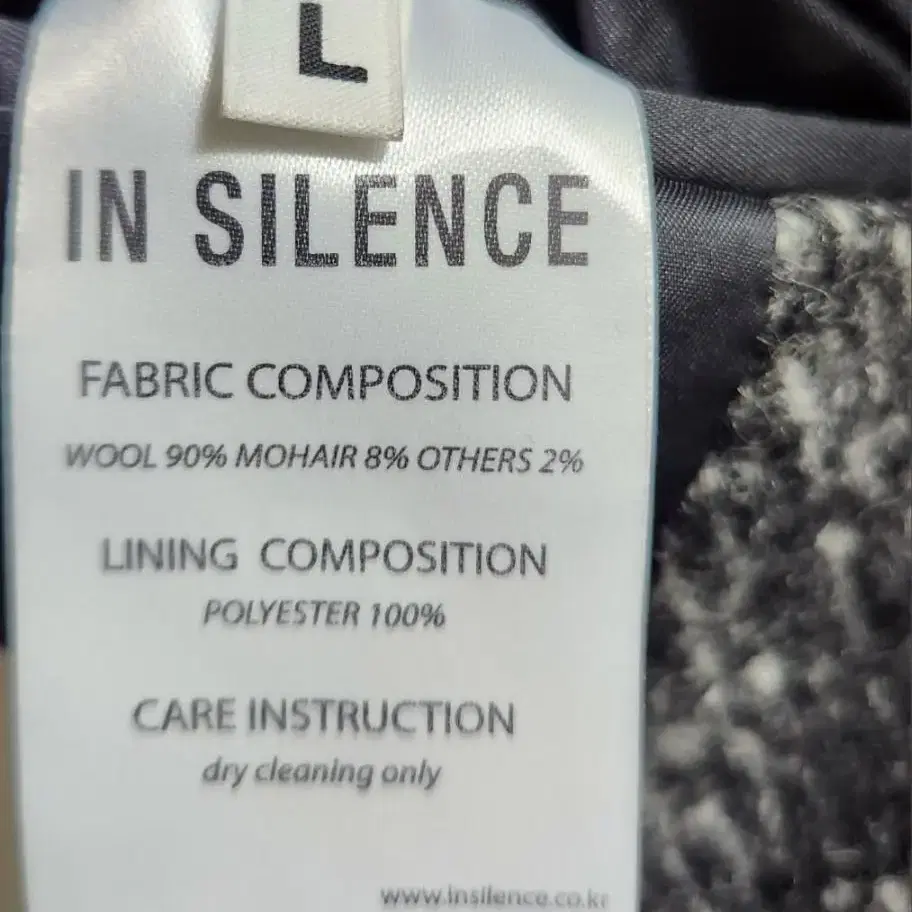 L
IN SILENCE
FABRIC COMPOSITION
WOOL 90% MOHAIR 8% OTHERS 2%
LINING COMPOSITION
POLYESTER 100%
CARE INSTRUCTION
dry cleaning only
www.insilence.co.kr